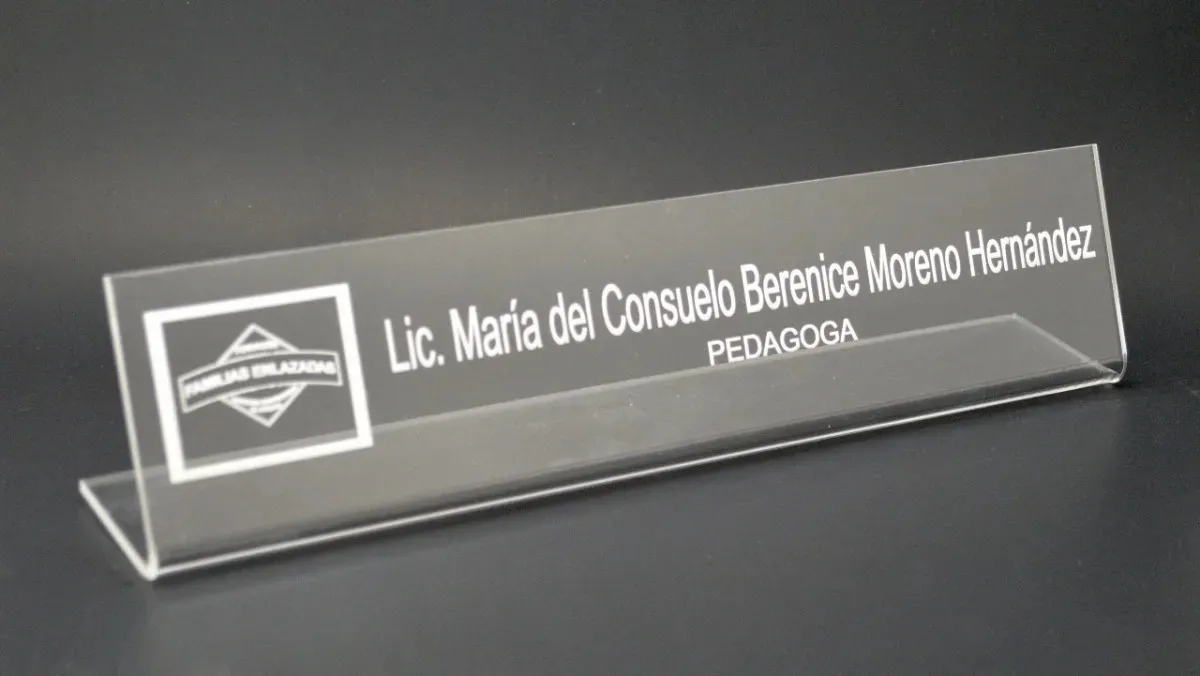 FAMILIAS ENLAZADAS
Lic. María del Consuelo Berenice Moreno Hernández
PEDAGOGA